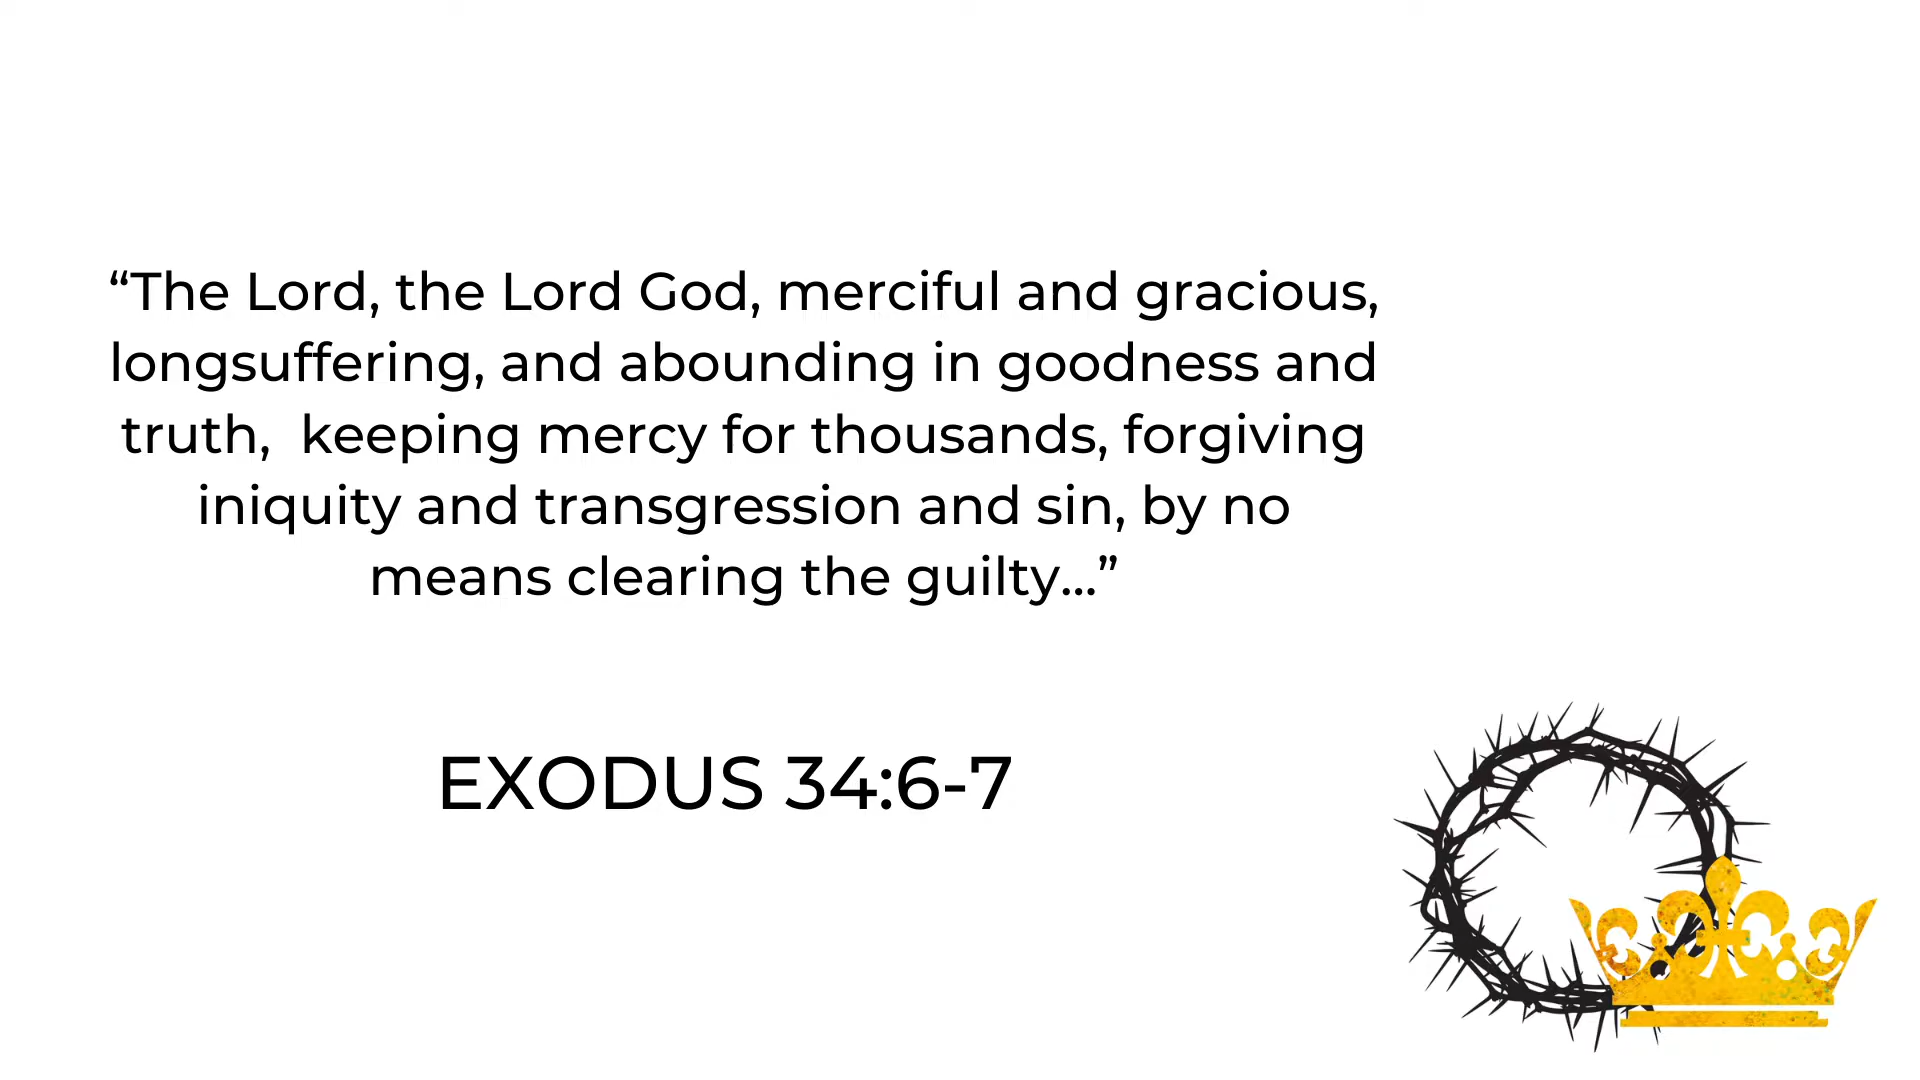 “The Lord, the Lord God, merciful and gracious,
longsuffering, and abounding in goodness and
truth,  keeping mercy for thousands, forgiving
iniquity and transgression and sin, by no
means clearing the guilty...”
EXODUS 34:6-7